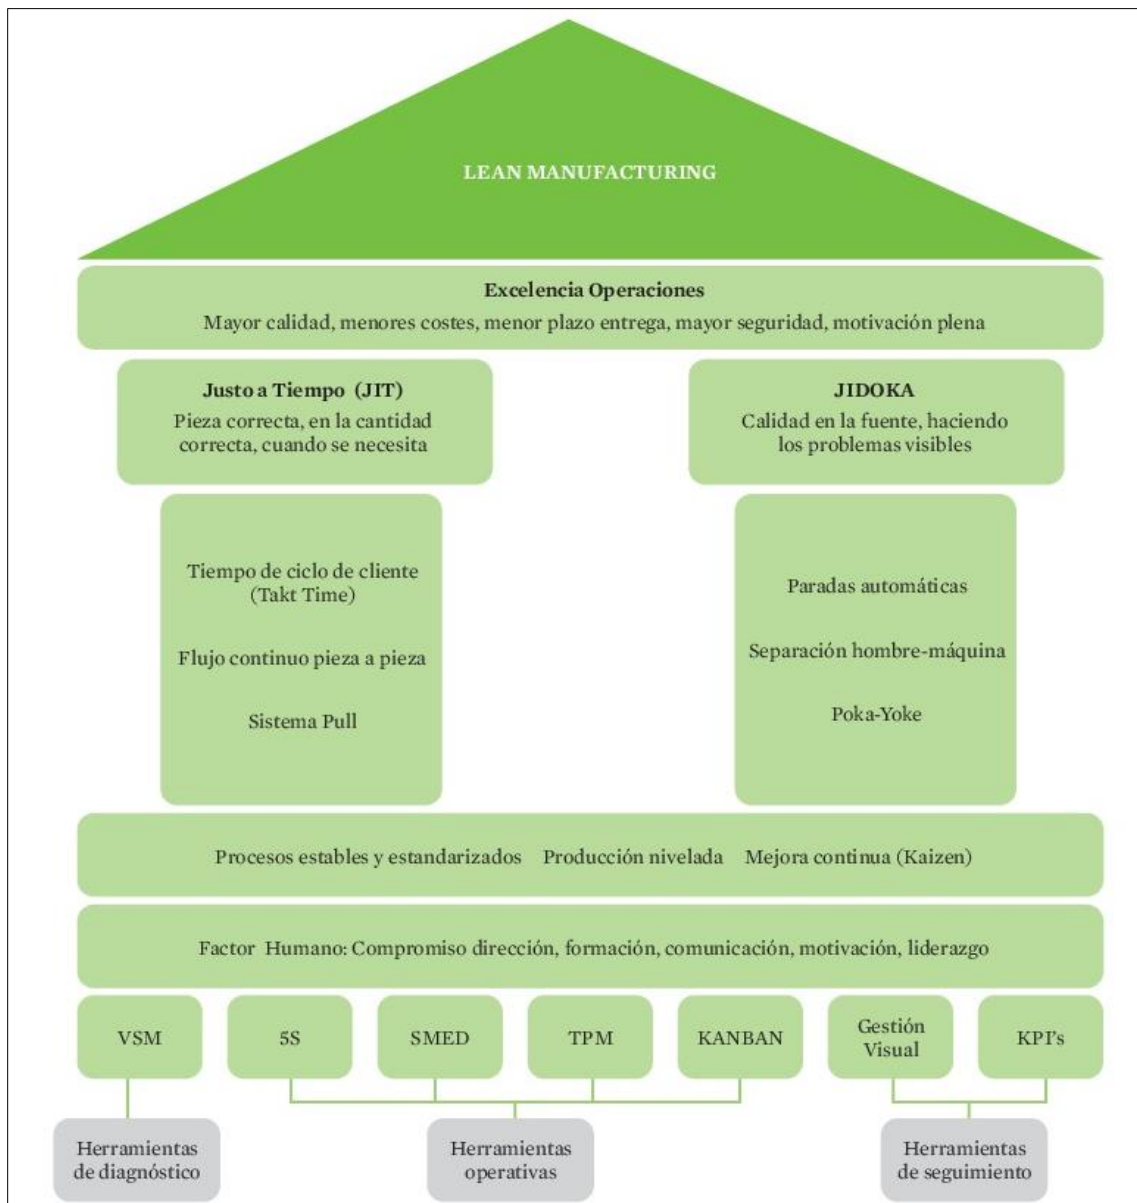 LEAN MANUFACTURING
Excelencia Operaciones
Mayor calidad, menores costes, menor plazo entrega, mayor seguridad, motivación plena
Justo a Tiempo (JIT)
Pieza correcta, en la cantidad
correcta, cuando se necesita
JIDOKA
Calidad en la fuente, haciendo
los problemas visibles
Tiempo de ciclo de cliente
(Takt Time)
Flujo continuo pieza a pieza
Sistema Pull
Paradas automáticas
Separación hombre-máquina
Poka-Yoke
Procesos estables y estandarizados Producción nivelada Mejora continua (Kaizen)
Factor Humano: Compromiso dirección, formación, comunicación, motivación, liderazgo
VSM
5S
SMED
TPM
KANBAN
Gestión
Visual
KPI's
Herramientas
de diagnóstico
Herramientas
operativas
Herramientas
de seguimiento